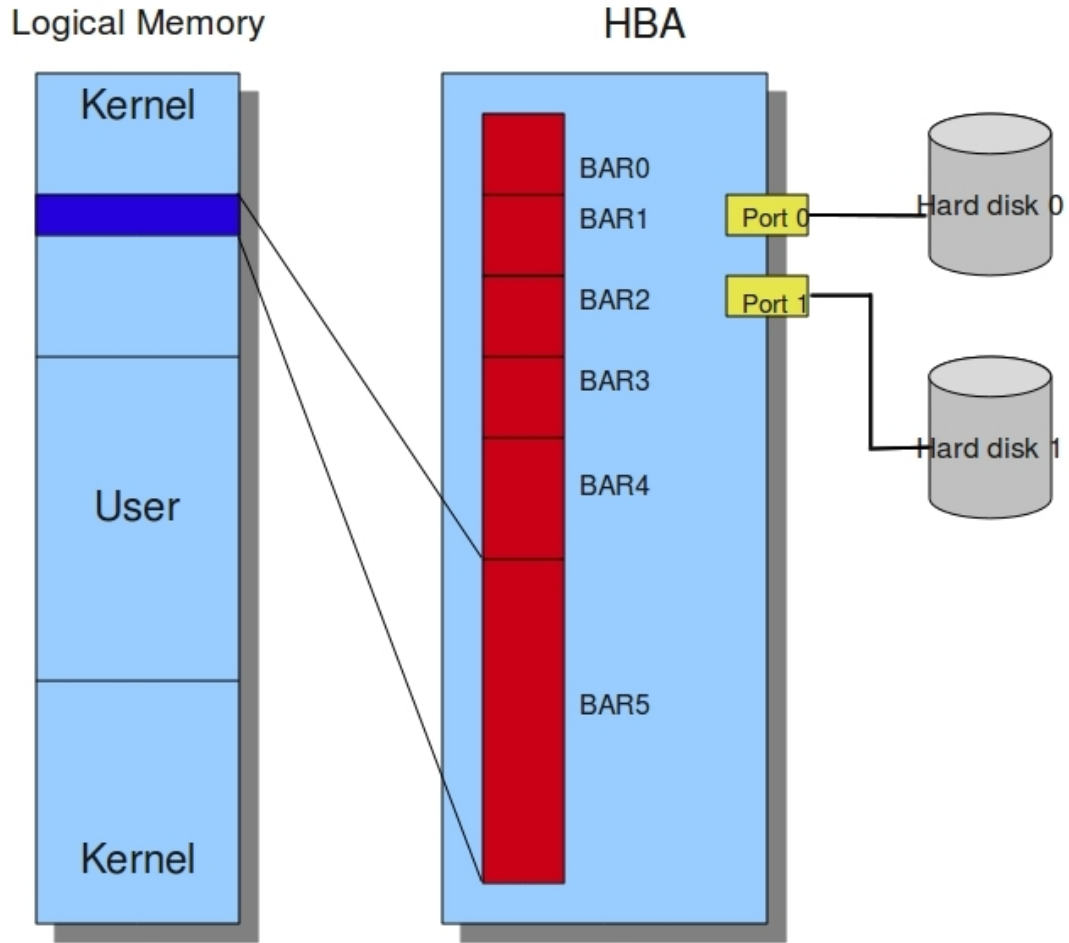 Logical Memory
HBA
Kernel
BAR0
BAR1
Port 0
Hard disk 0
BAR2
Port 1
BAR3
Hard disk 1
BAR4
User
BAR5
Kernel